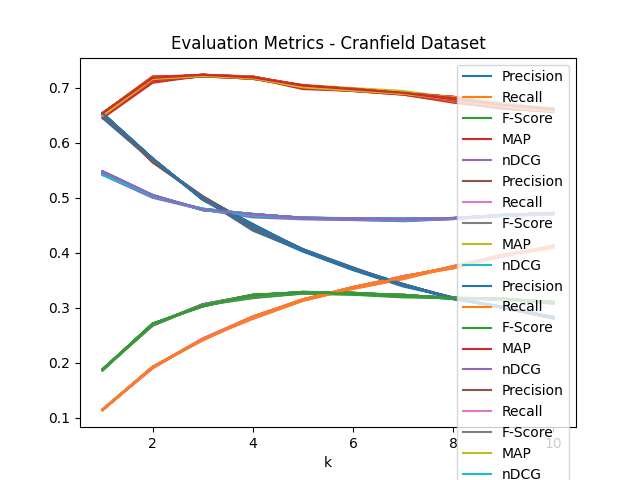 Evaluation Metrics - Cranfield Dataset
0.7
0.6
0.5
0.4
0.3
0.2
0.1
Precision
Recall
F-Score
MAP
nDCG
Precision
Recall
F-Score
MAP
nDCG
Precision
Recall
F-Score
MAP
nDCG
Precision
Recall
F-Score
MAP
nDCG
2 4 6 8 10
k